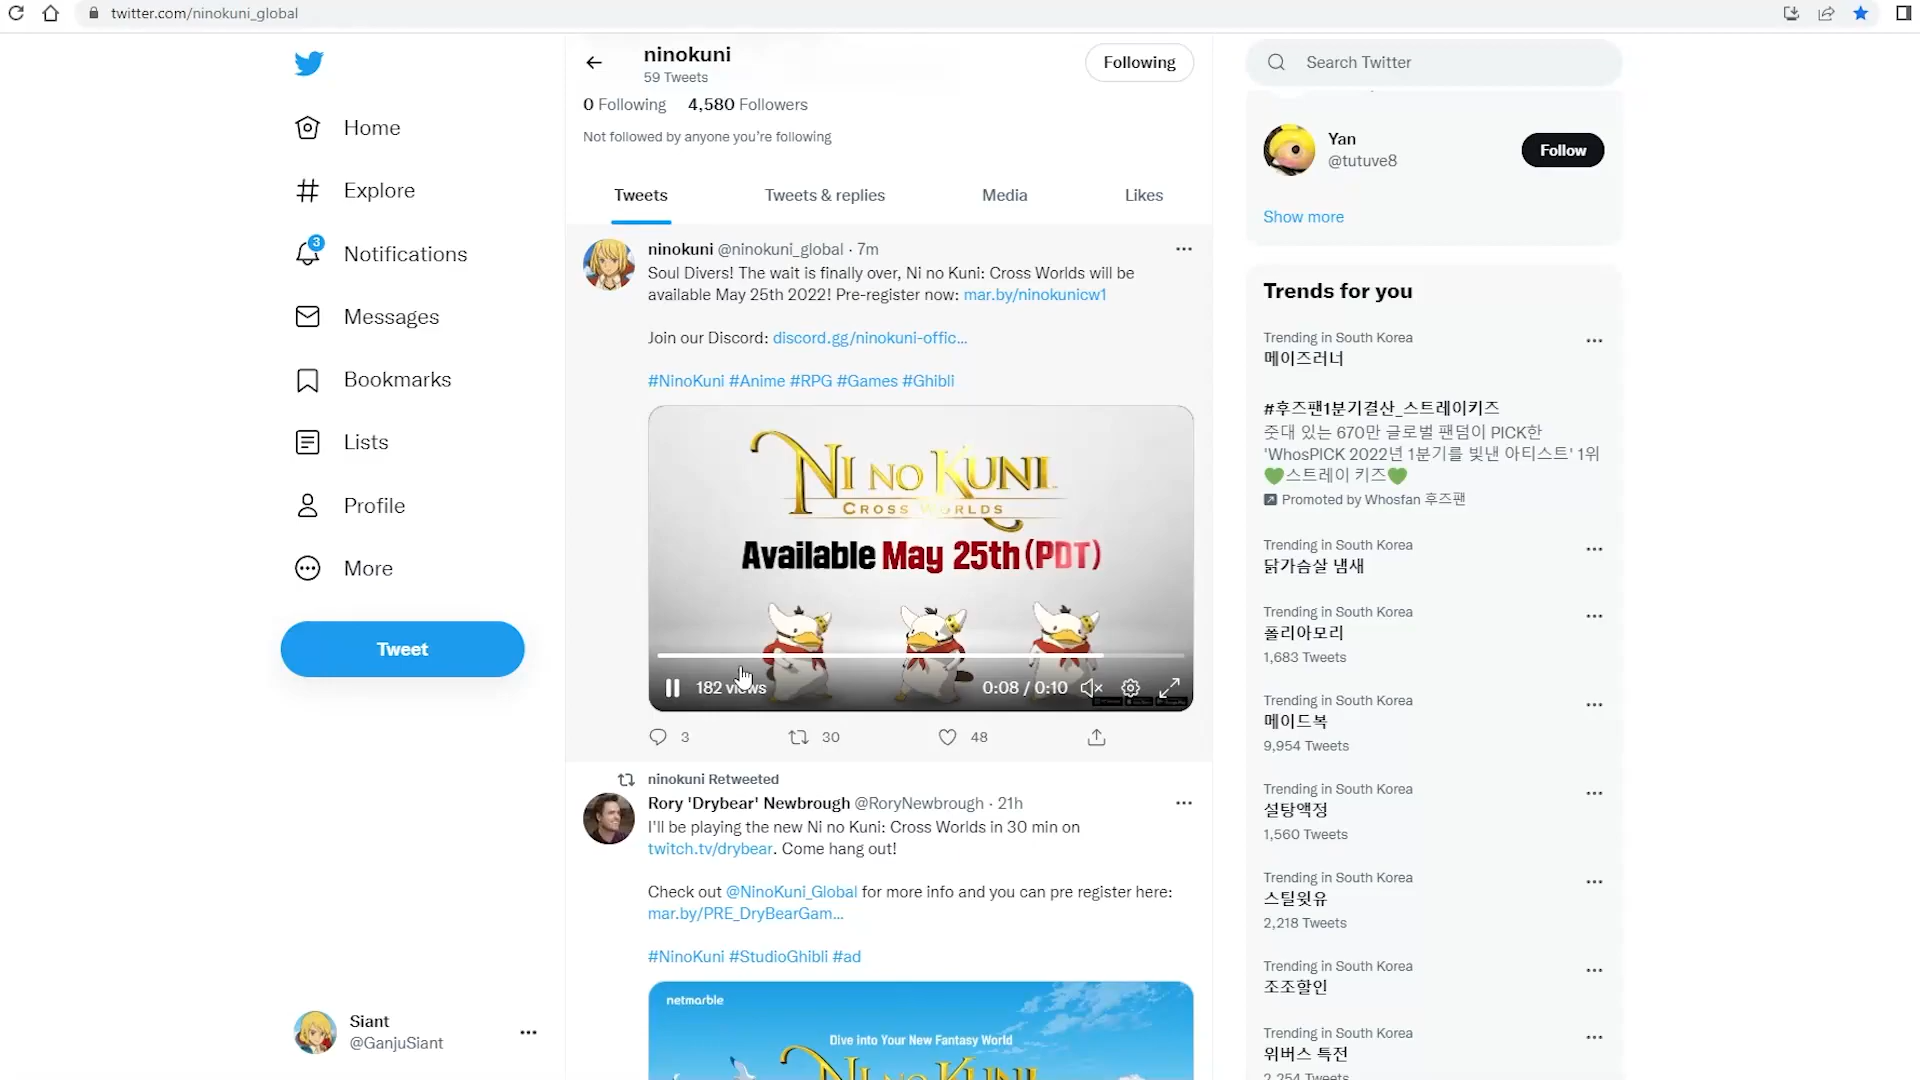 twitter.com/ninokuni_global
Home
Explore
3
Notifications
Messages
Bookmarks
Lists
Profile
More
Tweet
Siant
@GanjuSiant
ninokuni
59 Tweets
Following
0 Following 4,580 Followers
Not followed by anyone you're following
Tweets Tweets & replies Media Likes
ninokuni @ninokuni_global · 7m
Soul Divers! The wait is finally over, Ni no Kuni: Cross Worlds will be
available May 25th 2022! Pre-register now: mar.by/ninokunicw1
Join our Discord: discord.gg/ninokuni-offic...
#NinoKuni #Anime #RPG #Games #Ghibli
NI NO KUNI
CROSS WORLDS
Available May 25th (PDT)
182 views
0:08 / 0:10
3 30 48
ninokuni Retweeted
Rory 'Drybear' Newbrough @RoryNewbrough · 21h
I'll be playing the new Ni no Kuni: Cross Worlds in 30 min on
twitch.tv/drybear. Come hang out!
Check out @NinoKuni_Global for more info and you can pre register here:
mar.by/PRE_DryBearGam...
#NinoKuni #StudioGhibli #ad
netmarble
Dive into Your New Fantasy World
NI NO KUNI
Search Twitter
Yan
@tutuve8
Follow
Show more
Trends for you
Trending in South Korea
메이즈러너
#후즈팬1분기결산_스트레이키즈
줏대 있는 670만 글로벌 팬덤이 PICK한
'WhosPICK 2022년 1분기를 빛낸 아티스트' 1위
💚스트레이 키즈💚
Promoted by Whosfan 후즈팬
Trending in South Korea
닭가슴살 냄새
Trending in South Korea
폴리아모리
1,683 Tweets
Trending in South Korea
메이드복
9,954 Tweets
Trending in South Korea
설탕액정
1,560 Tweets
Trending in South Korea
스틸윗유
2,218 Tweets
Trending in South Korea
조조할인
Trending in South Korea
위버스 특전
2,254 Tweets